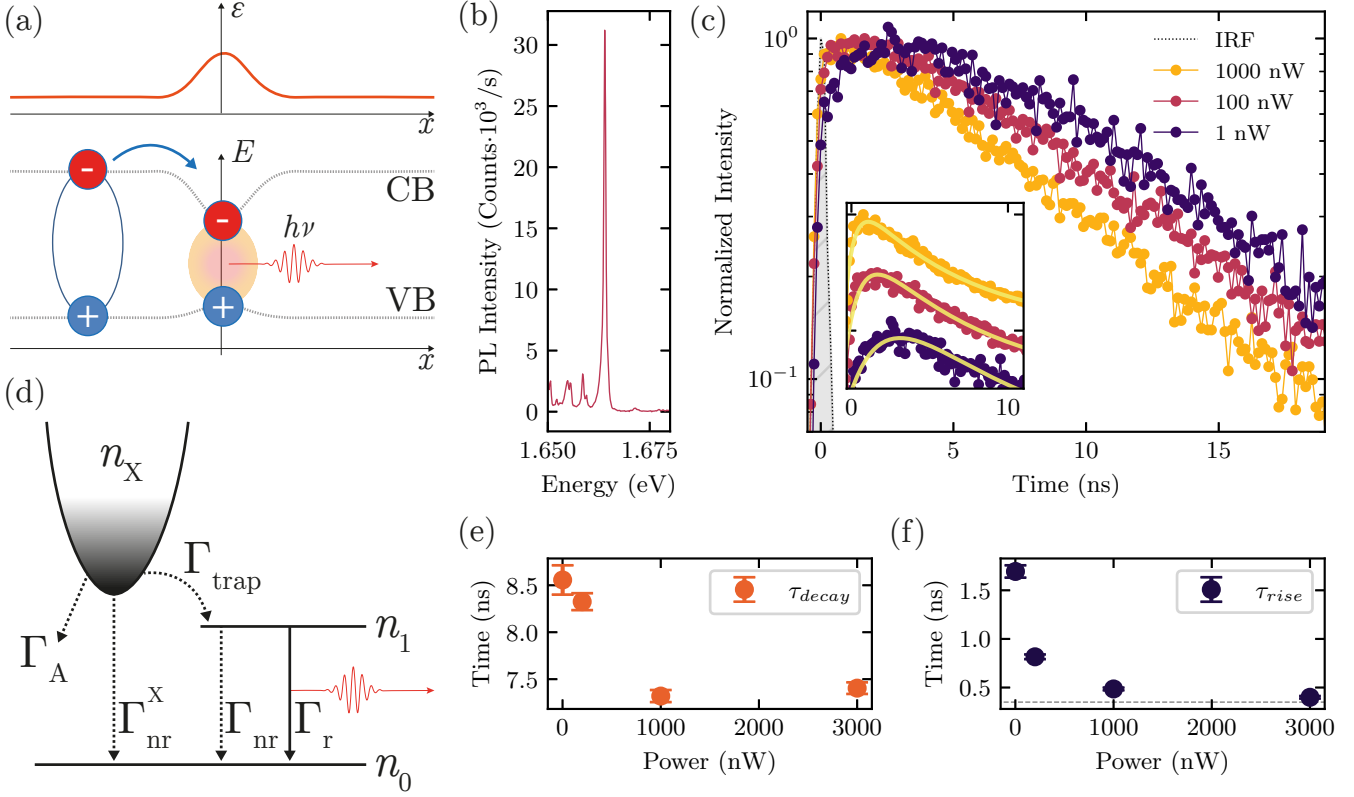 (a)
ε
x
E
-
-
CB
hν
VB
+
+
x
(b)
PL Intensity (Counts·10³/s)
30
25
20
15
10
5
0
1.650
1.675
Energy (eV)
(c)
Normalized Intensity
10⁰
10⁻¹
IRF
1000 nW
100 nW
1 nW
0
10
0
5
10
15
Time (ns)
(d)
n_X
Γ_trap
n_1
Γ_A
Γ_nr^X
Γ_nr
Γ_r
n_0
(e)
Time (ns)
8.5
8.0
7.5
τ_decay
0
1000
2000
3000
Power (nW)
(f)
Time (ns)
1.5
1.0
0.5
τ_rise
0
1000
2000
3000
Power (nW)